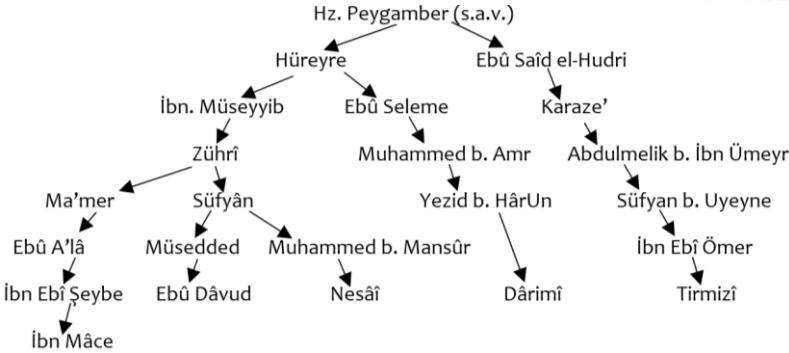 Hz. Peygamber (s.a.v.)
Hüreyre Ebû Saîd el-Hudri
İbn. Müseyyib Ebû Seleme Karaze’
Zührî Muhammed b. Amr Abdulmelik b. İbn Ümeyr
Ma’mer Süfyân Yezid b. HârUn Süfyan b. Uyeyne
Ebû A’lâ Müsedded Muhammed b. Mansûr İbn Ebî Ömer
İbn Ebî Şeybe Ebû Dâvud Nesâî Dârimî Tirmizî
İbn Mâce